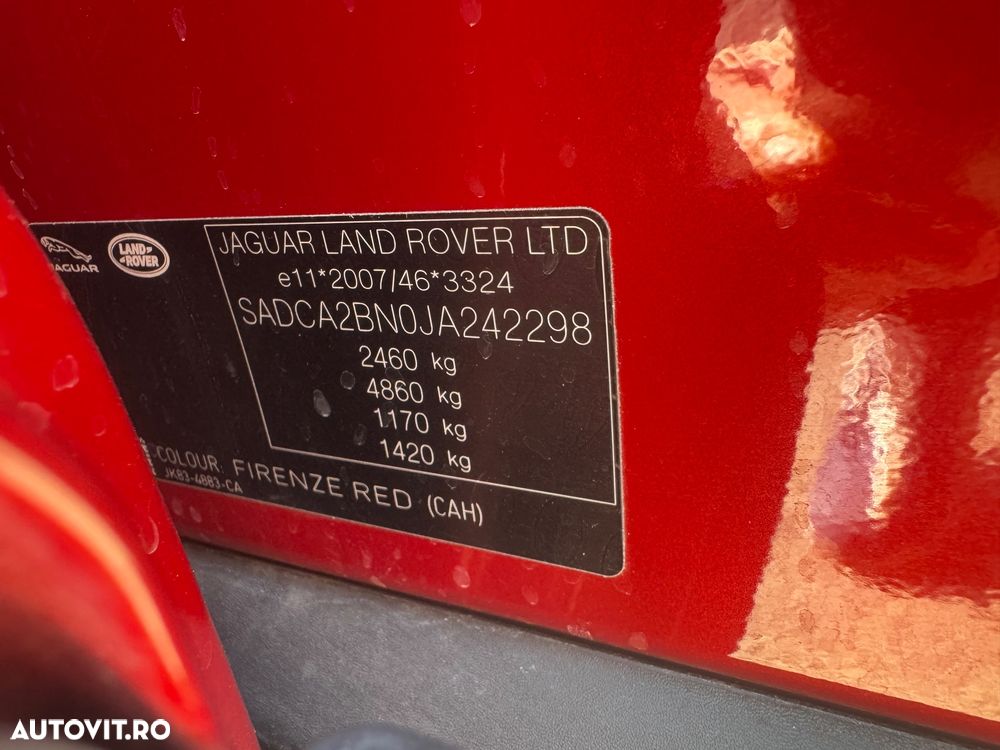 JAGUAR
LAND
ROVER
JAGUAR LAND ROVER LTD
e11*2007/46*3324
SADCA2BN0JA242298
2460 kg
4860 kg
1170 kg
1420 kg
COLOUR: FIRENZE RED (CAH)
JK83-4883-CA
AUTOVIT.RO